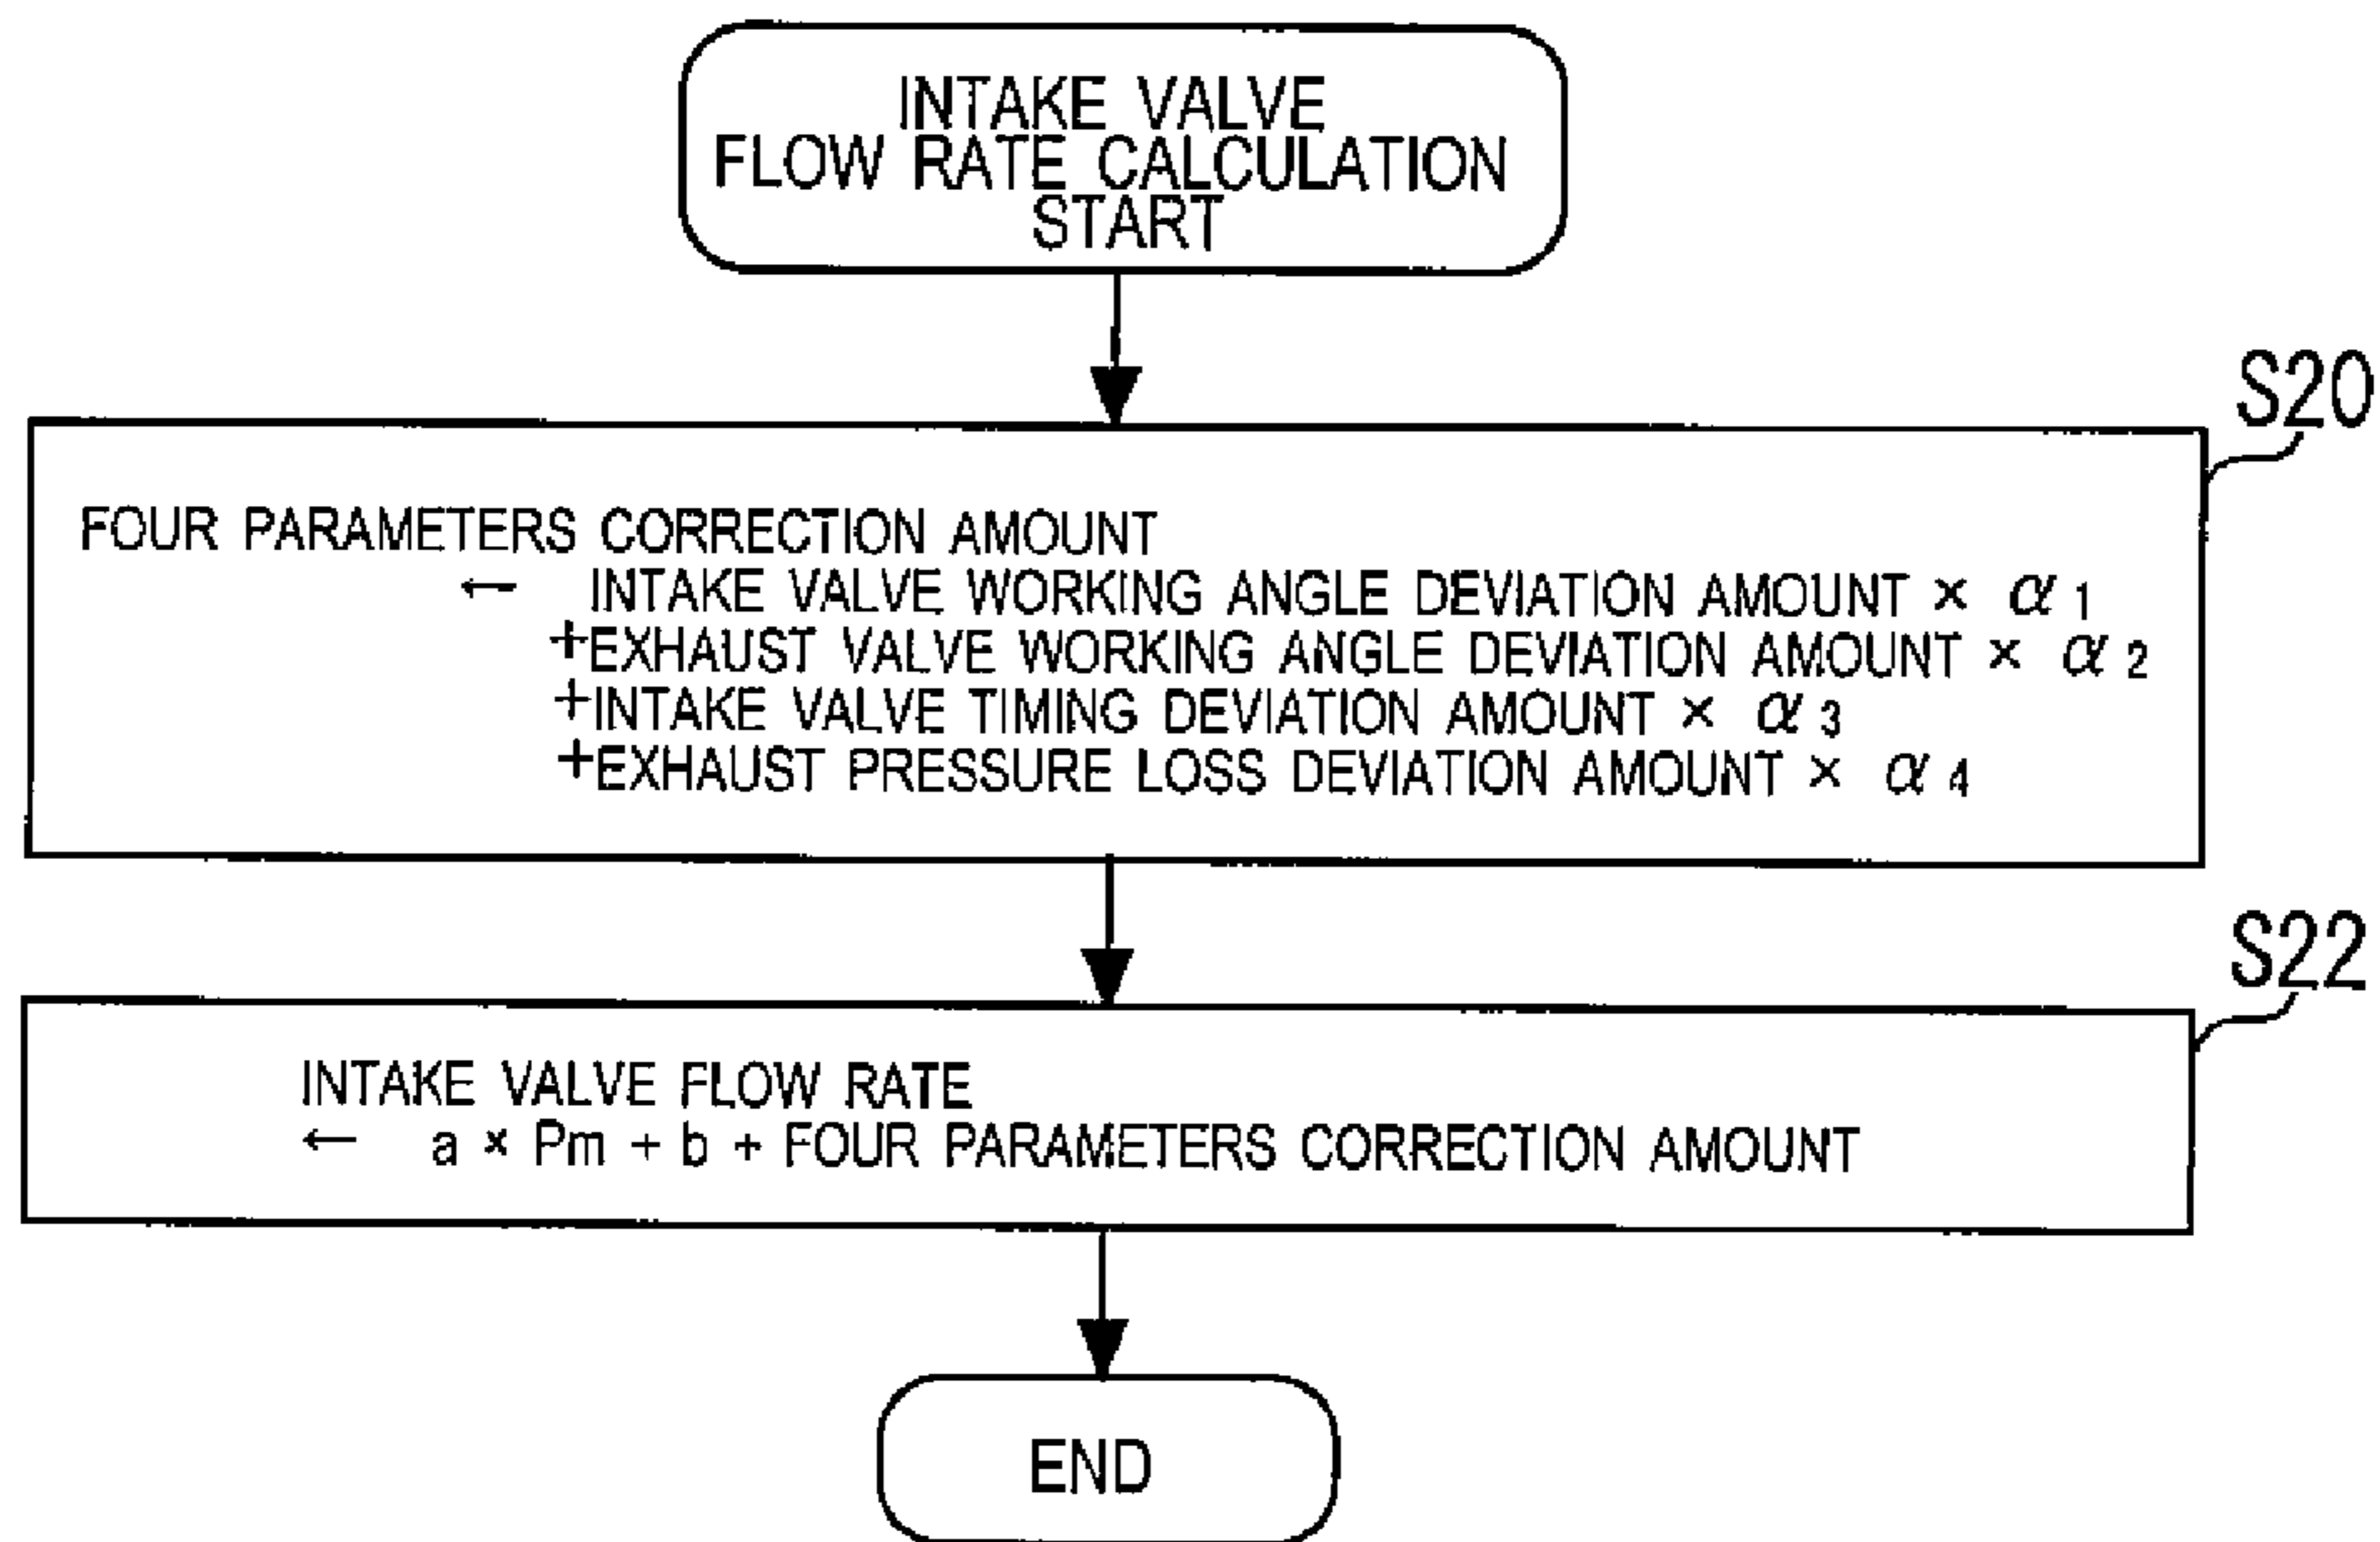 INTAKE VALVE
FLOW RATE CALCULATION
START
S20
FOUR PARAMETERS CORRECTION AMOUNT
← INTAKE VALVE WORKING ANGLE DEVIATION AMOUNT × α1
+EXHAUST VALVE WORKING ANGLE DEVIATION AMOUNT × α2
+INTAKE VALVE TIMING DEVIATION AMOUNT × α3
+EXHAUST PRESSURE LOSS DEVIATION AMOUNT × α4
S22
INTAKE VALVE FLOW RATE
← a × Pm + b + FOUR PARAMETERS CORRECTION AMOUNT
END